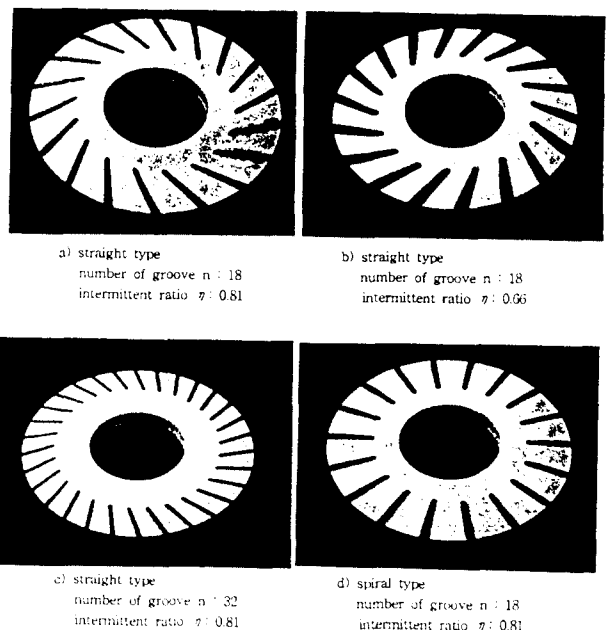 a) straight type
number of groove n : 18
intermittent ratio η : 0.81
b) straight type
number of groove n : 18
intermittent ratio η : 0.66
c) straight type
number of groove n : 32
intermittent ratio η : 0.81
d) spiral type
number of groove n : 18
intermittent ratio η : 0.81